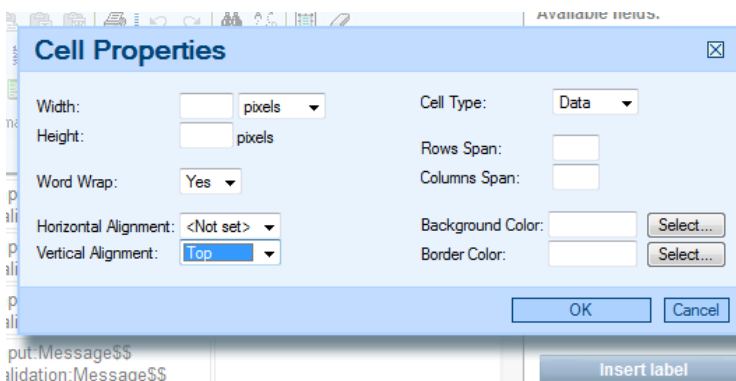 Available fields:
Cell Properties
Width: pixels
Height: pixels
Word Wrap: Yes
Horizontal Alignment: <Not set>
Vertical Alignment: Top
Cell Type: Data
Rows Span:
Columns Span:
Background Color: Select...
Border Color: Select...
OK Cancel
put:Message$$
alidation:Message$$
Insert label